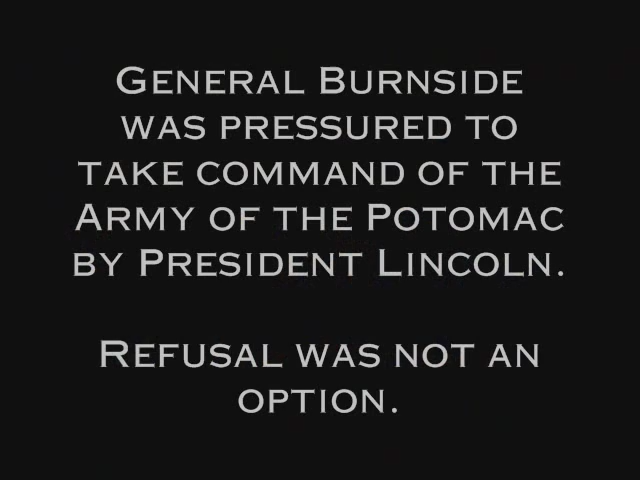 General Burnside
was pressured to
take command of the
Army of the Potomac
by President Lincoln.
Refusal was not an
option.